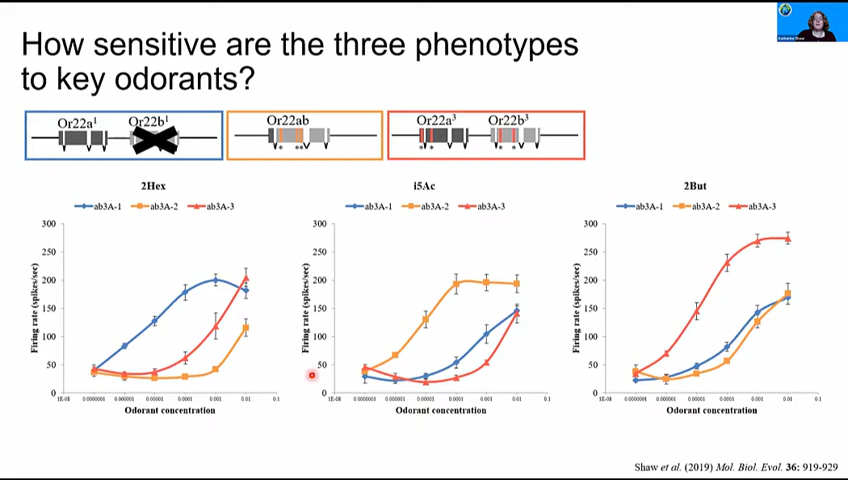 How sensitive are the three phenotypes
to key odorants?
Or22a¹ Or22b¹
Or22ab
Or22a³ Or22b³
2Hex
ab3A-1 ab3A-2 ab3A-3
Firing rate (spikes/sec)
300
250
200
150
100
50
0
1E-08 0.0000001 0.000001 0.00001 0.0001 0.001 0.01 0.1
Odorant concentration
i5Ac
ab3A-1 ab3A-2 ab3A-3
Firing rate (spikes/sec)
300
250
200
150
100
50
0
1E-08 0.0000001 0.000001 0.00001 0.0001 0.001 0.01 0.1
Odorant concentration
2But
ab3A-1 ab3A-2 ab3A-3
Firing rate (spikes/sec)
300
250
200
150
100
50
0
1E-08 0.0000001 0.000001 0.00001 0.0001 0.001 0.01 0.1
Odorant concentration
Shaw et al. (2019) Mol. Biol. Evol. 36: 919-929